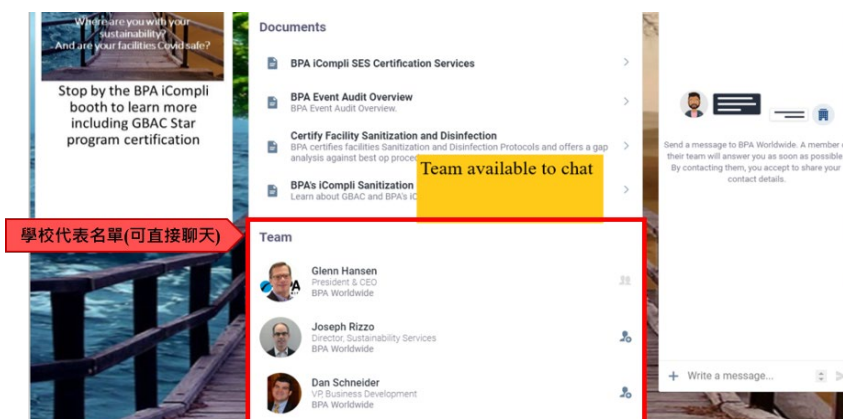 Where are you with your
sustainability?
And are your facilities Covid safe?
Stop by the BPA iCompli
booth to learn more
including GBAC Star
program certification
學校代表名單(可直接聊天)
Documents
BPA iCompli SES Certification Services
BPA Event Audit Overview
BPA Event Audit Overview.
Certify Facility Sanitization and Disinfection
BPA certifies facilities Sanitization and Disinfection Protocols and offers a gap
analysis against best op
BPA's iCompli Sanitization
Learn about GBAC and BPA's
Team available to chat
Team
Glenn Hansen
President & CEO
BPA Worldwide
Joseph Rizzo
Director, Sustainability Services
BPA Worldwide
Dan Schneider
VP, Business Development
BPA Worldwide
Send a message to BPA Worldwide. A member
their team will answer you as soon as possible
By contacting them, you accept to share your
contact details.
Write a message...